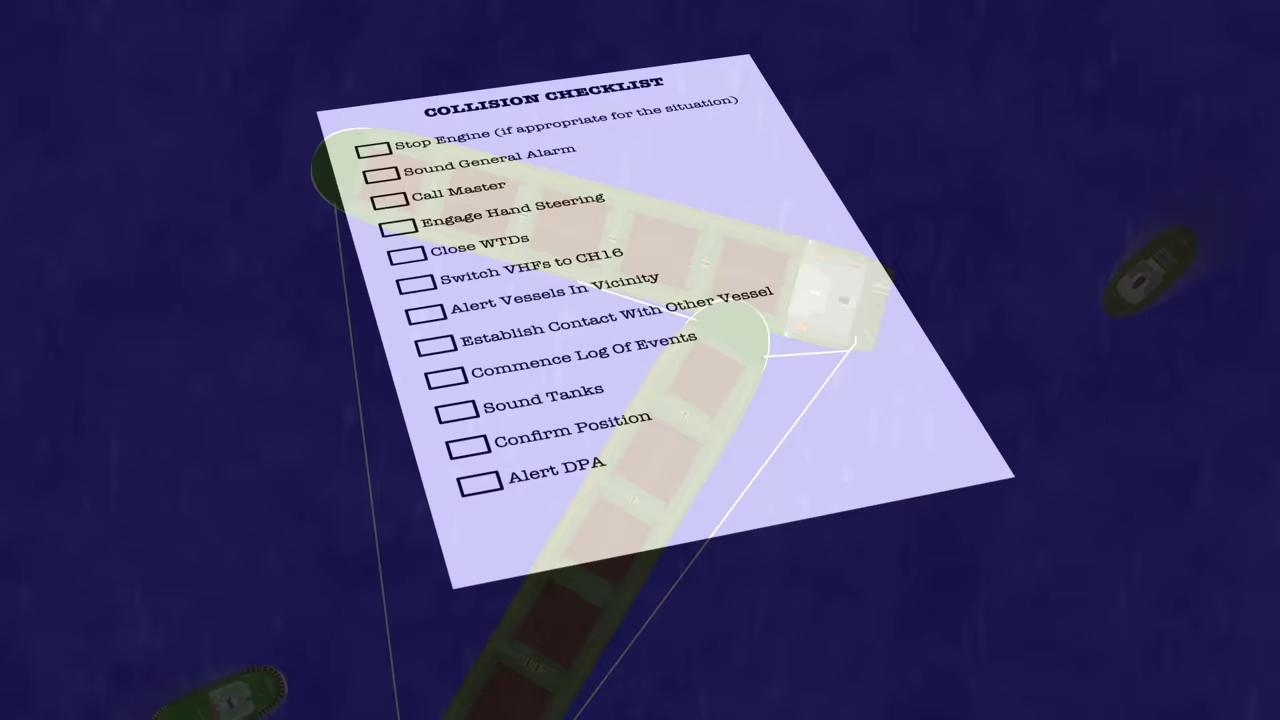 COLLISION CHECKLIST
Stop Engine (if appropriate for the situation)
Sound General Alarm
Call Master
Engage Hand Steering
Close WTDs
Switch VHFs to CH16
Alert Vessels In Vicinity
Establish Contact With Other Vessel
Commence Log Of Events
Sound Tanks
Confirm Position
Alert DPA